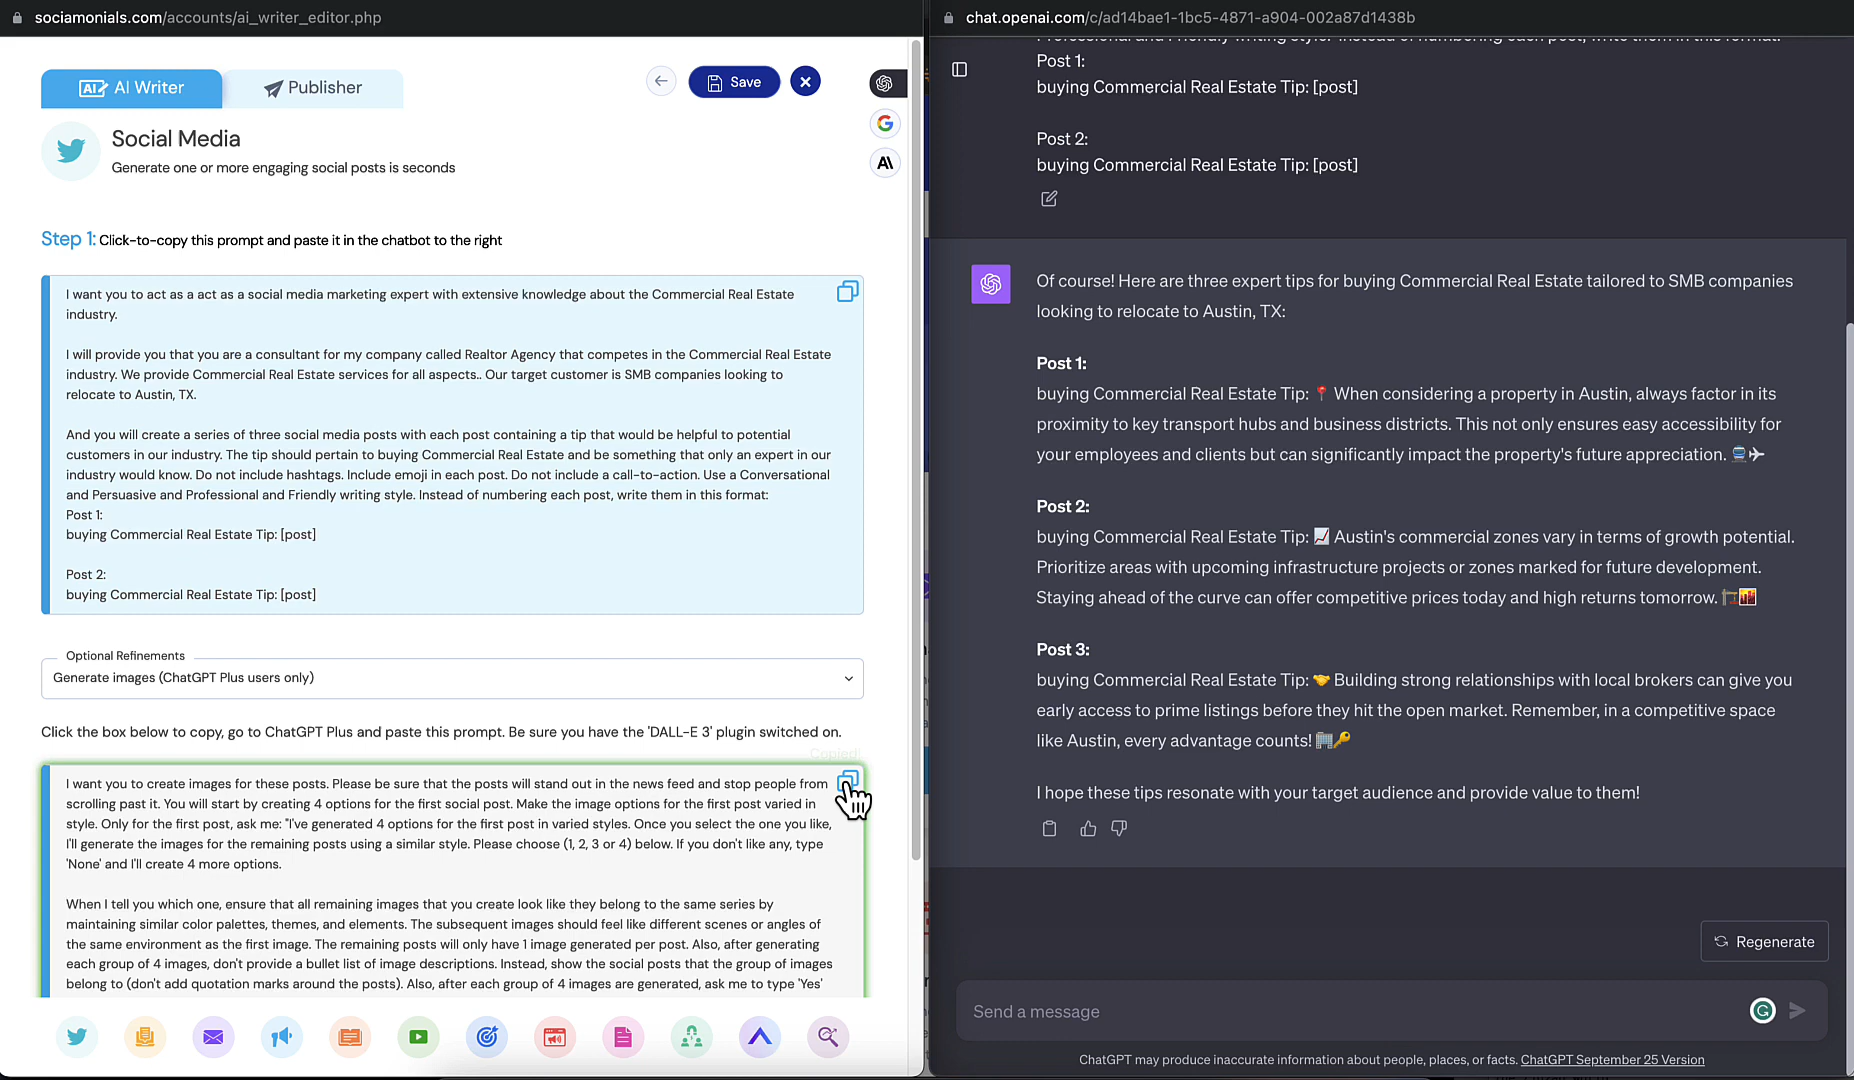 sociamonials.com/accounts/ai_writer_editor.php
AI Writer
Publisher
Save
Social Media
Generate one or more engaging social posts is seconds
Step 1: Click-to-copy this prompt and paste it in the chatbot to the right
I want you to act as a act as a social media marketing expert with extensive knowledge about the Commercial Real Estate
industry.
I will provide you that you are a consultant for my company called Realtor Agency that competes in the Commercial Real Estate
industry. We provide Commercial Real Estate services for all aspects.. Our target customer is SMB companies looking to
relocate to Austin, TX.
And you will create a series of three social media posts with each post containing a tip that would be helpful to potential
customers in our industry. The tip should pertain to buying Commercial Real Estate and be something that only an expert in our
industry would know. Do not include hashtags. Include emoji in each post. Do not include a call-to-action. Use a Conversational
and Persuasive and Professional and Friendly writing style. Instead of numbering each post, write them in this format:
Post 1:
buying Commercial Real Estate Tip: [post]
Post 2:
buying Commercial Real Estate Tip: [post]
Optional Refinements
Generate images (ChatGPT Plus users only)
Click the box below to copy, go to ChatGPT Plus and paste this prompt. Be sure you have the 'DALL-E 3' plugin switched on.
Copied!
I want you to create images for these posts. Please be sure that the posts will stand out in the news feed and stop people from
scrolling past it. You will start by creating 4 options for the first social post. Make the image options for the first post varied in
style. Only for the first post, ask me: "I've generated 4 options for the first post in varied styles. Once you select the one you like,
I'll generate the images for the remaining posts using a similar style. Please choose (1, 2, 3 or 4) below. If you don't like any, type
'None' and I'll create 4 more options.
When I tell you which one, ensure that all remaining images that you create look like they belong to the same series by
maintaining similar color palettes, themes, and elements. The subsequent images should feel like different scenes or angles of
the same environment as the first image. The remaining posts will only have 1 image generated per post. Also, after generating
each group of 4 images, don't provide a bullet list of image descriptions. Instead, show the social posts that the group of images
belong to (don't add quotation marks around the posts). Also, after each group of 4 images are generated, ask me to type 'Yes'
chat.openai.com/c/ad14bae1-1bc5-4871-a904-002a87d1438b
Professional and Friendly writing style. Instead of numbering each post, write them in this format:
Post 1:
buying Commercial Real Estate Tip: [post]
Post 2:
buying Commercial Real Estate Tip: [post]
Of course! Here are three expert tips for buying Commercial Real Estate tailored to SMB companies
looking to relocate to Austin, TX:
Post 1:
buying Commercial Real Estate Tip: 📍 When considering a property in Austin, always factor in its
proximity to key transport hubs and business districts. This not only ensures easy accessibility for
your employees and clients but can significantly impact the property's future appreciation. 🚆✈️
Post 2:
buying Commercial Real Estate Tip: 📈 Austin's commercial zones vary in terms of growth potential.
Prioritize areas with upcoming infrastructure projects or zones marked for future development.
Staying ahead of the curve can offer competitive prices today and high returns tomorrow. 🏗️🌇
Post 3:
buying Commercial Real Estate Tip: 🤝 Building strong relationships with local brokers can give you
early access to prime listings before they hit the open market. Remember, in a competitive space
like Austin, every advantage counts! 🏢🔑
I hope these tips resonate with your target audience and provide value to them!
Regenerate
Send a message
ChatGPT may produce inaccurate information about people, places, or facts. ChatGPT September 25 Version